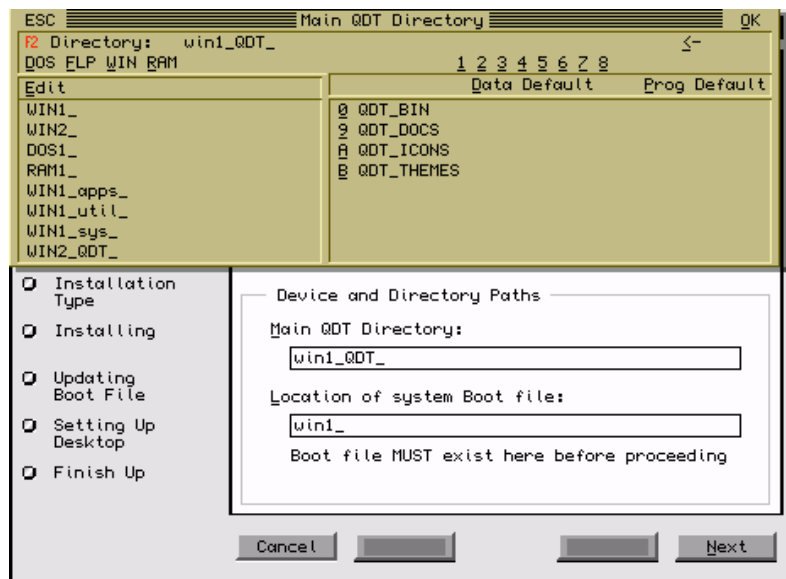 ESC Main QDT Directory OK
F2 Directory: win1_QDT_ <-
DOS FLP WIN RAM 1 2 3 4 5 6 7 8
Edit Data Default Prog Default
WIN1_ 0 QDT_BIN
WIN2_ 9 QDT_DOCS
DOS1_ A QDT_ICONS
RAM1_ B QDT_THEMES
WIN1_apps_
WIN1_util_
WIN1_sys_
WIN2_QDT_
Installation
Type
Installing
Updating
Boot File
Setting Up
Desktop
Finish Up
Device and Directory Paths
Main QDT Directory:
win1_QDT_
Location of system Boot file:
win1_
Boot file MUST exist here before proceeding
Cancel Next